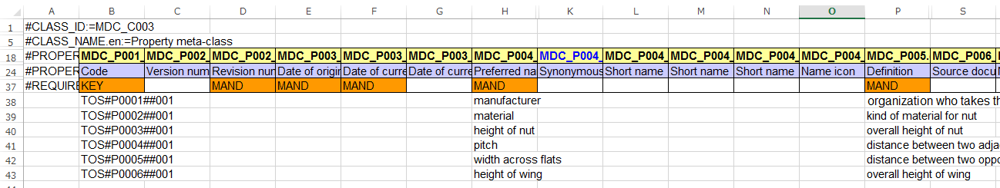 A B C D E F G H K L M N O P S
1 #CLASS_ID:=MDC_C003
5 #CLASS_NAME.en:=Property meta-class
18 #PROPER MDC_P001_ MDC_P002_ MDC_P002_ MDC_P003_ MDC_P003_ MDC_P003_ MDC_P004_ MDC_P004_ MDC_P004_ MDC_P004_ MDC_P004_ MDC_P004_ MDC_P005. MDC_P006_
24 #PROPER Code Version num Revision num Date of origin Date of curre Date of curre Preferred na Synonymous Short name Short name Short name Name icon Definition Source docu
37 #REQUIRE KEY MAND MAND MAND MAND MAND
38 TOS#P0001##001 manufacturer organization who takes th
39 TOS#P0002##001 material kind of material for nut
40 TOS#P0003##001 height of nut overall height of nut
41 TOS#P0004##001 pitch distance between two adja
42 TOS#P0005##001 width across flats distance between two oppo
43 TOS#P0006##001 height of wing overall height of wing